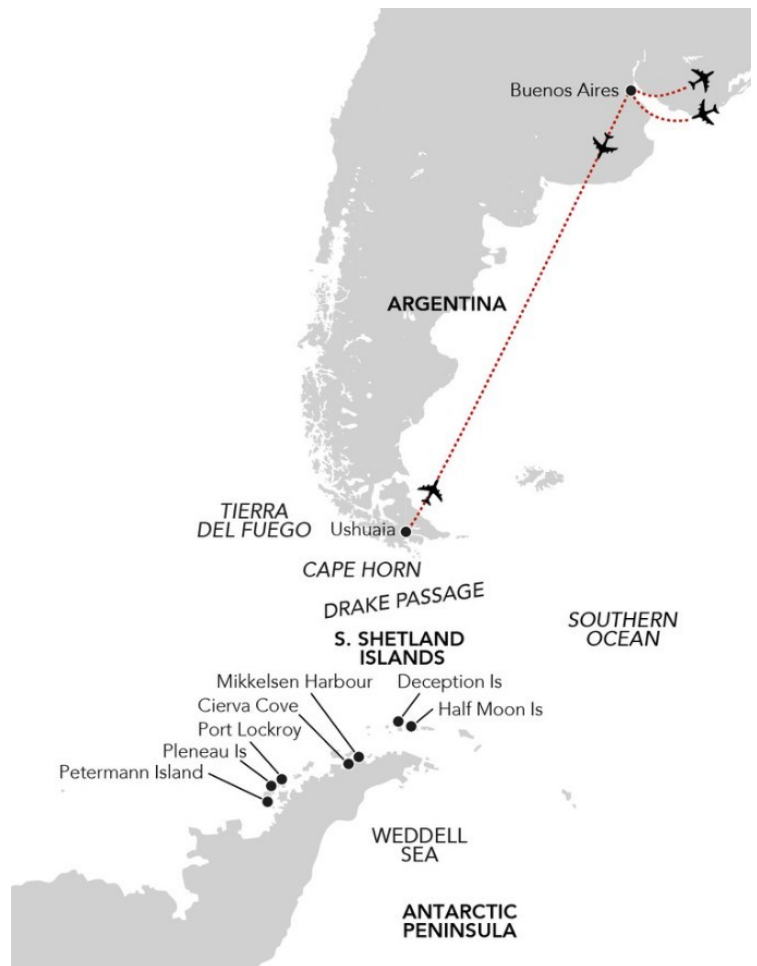 Buenos Aires
ARGENTINA
TIERRA
DEL FUEGO
Ushuaia
CAPE HORN
DRAKE PASSAGE
SOUTHERN
OCEAN
S. SHETLAND
ISLANDS
Mikkelsen Harbour
Deception Is
Cierva Cove
Half Moon Is
Port Lockroy
Pleneau Is
Petermann Island
WEDDELL
SEA
ANTARCTIC
PENINSULA